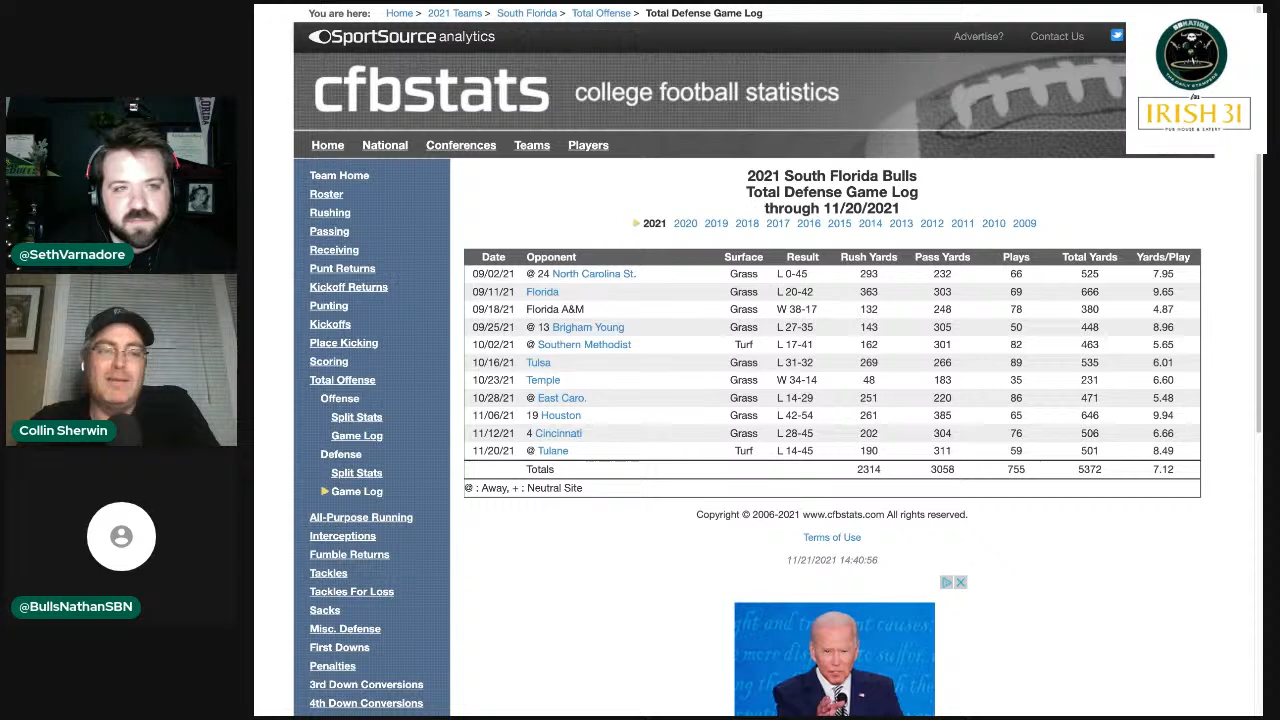 You are here: Home > 2021 Teams > South Florida > Total Offense > Total Defense Game Log
SportSource analytics
Advertise? Contact Us
cfbstats college football statistics
Home National Conferences Teams Players
SBNATION
THE DAILY STAMPEDE
IRISH 31
PUB HOUSE & EATERY
@SethVarnadore
Collin Sherwin
@BullsNathanSBN
Team Home
Roster
Rushing
Passing
Receiving
Punt Returns
Kickoff Returns
Punting
Kickoffs
Place Kicking
Scoring
Total Offense
Offense
Split Stats
Game Log
Defense
Split Stats
Game Log
All-Purpose Running
Interceptions
Fumble Returns
Tackles
Tackles For Loss
Sacks
Misc. Defense
First Downs
Penalties
3rd Down Conversions
4th Down Conversions
2021 South Florida Bulls
Total Defense Game Log
through 11/20/2021
2021 2020 2019 2018 2017 2016 2015 2014 2013 2012 2011 2010 2009
Date Opponent Surface Result Rush Yards Pass Yards Plays Total Yards Yards/Play
09/02/21 @ 24 North Carolina St. Grass L 0-45 293 232 66 525 7.95
09/11/21 Florida Grass L 20-42 363 303 69 666 9.65
09/18/21 Florida A&M Grass W 38-17 132 248 78 380 4.87
09/25/21 @ 13 Brigham Young Grass L 27-35 143 305 50 448 8.96
10/02/21 @ Southern Methodist Turf L 17-41 162 301 82 463 5.65
10/16/21 Tulsa Grass L 31-32 269 266 89 535 6.01
10/23/21 Temple Grass W 34-14 48 183 35 231 6.60
10/28/21 @ East Caro. Grass L 14-29 251 220 86 471 5.48
11/06/21 19 Houston Grass L 42-54 261 385 65 646 9.94
11/12/21 4 Cincinnati Grass L 28-45 202 304 76 506 6.66
11/20/21 @ Tulane Turf L 14-45 190 311 59 501 8.49
Totals 2314 3058 755 5372 7.12
@ : Away, + : Neutral Site
Copyright © 2006-2021 www.cfbstats.com All rights reserved.
Terms of Use
11/21/2021 14:40:56